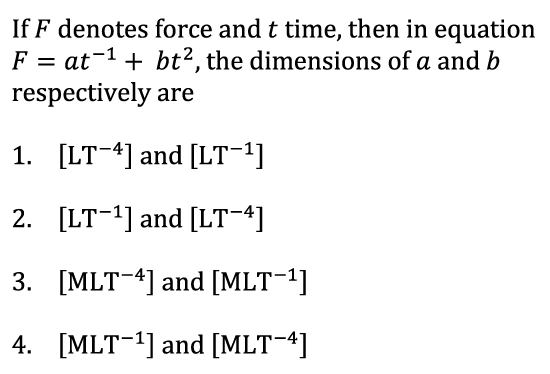 If F denotes force and t time, then in equation
F = at⁻¹ + bt², the dimensions of a and b
respectively are
1. [LT⁻⁴] and [LT⁻¹]
2. [LT⁻¹] and [LT⁻⁴]
3. [MLT⁻⁴] and [MLT⁻¹]
4. [MLT⁻¹] and [MLT⁻⁴]